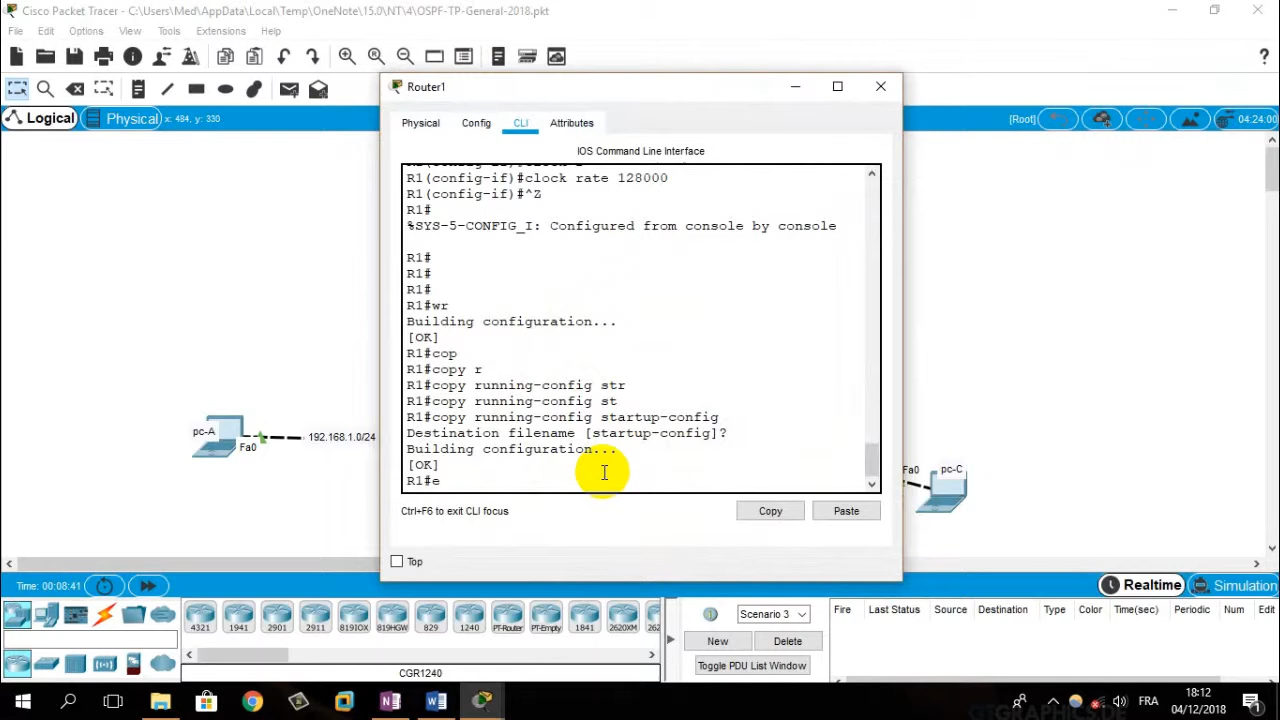 Cisco Packet Tracer - C:\Users\Med\AppData\Local\Temp\OneNote\15.0\NT\4\OSPF-TP-General-2018.pkt
File Edit Options View Tools Extensions Help
Logical Physical x: 484, y: 330 [Root] 04:24:00
Router1
Physical Config CLI Attributes
IOS Command Line Interface
R1(config-if)#clock rate 128000
R1(config-if)#^Z
R1#
%SYS-5-CONFIG_I: Configured from console by console
R1#
R1#
R1#
R1#wr
Building configuration...
[OK]
R1#cop
R1#copy r
R1#copy running-config str
R1#copy running-config st
R1#copy running-config startup-config
Destination filename [startup-config]?
Building configuration...
[OK]
R1#e
Ctrl+F6 to exit CLI focus
Copy Paste
Top
pc-A
Fa0
192.168.1.0/24
Fa0
pc-C
Time: 00:08:41 Realtime Simulation
4321 1941 2901 2911 819IOX 819HGW 829 1240 PT-Router PT-Empty 1841 2620XM
CGR1240
Scenario 3
New Delete
Toggle PDU List Window
Fire Last Status Source Destination Type Color Time(sec) Periodic Num Edit
FRA
18:12
04/12/2018